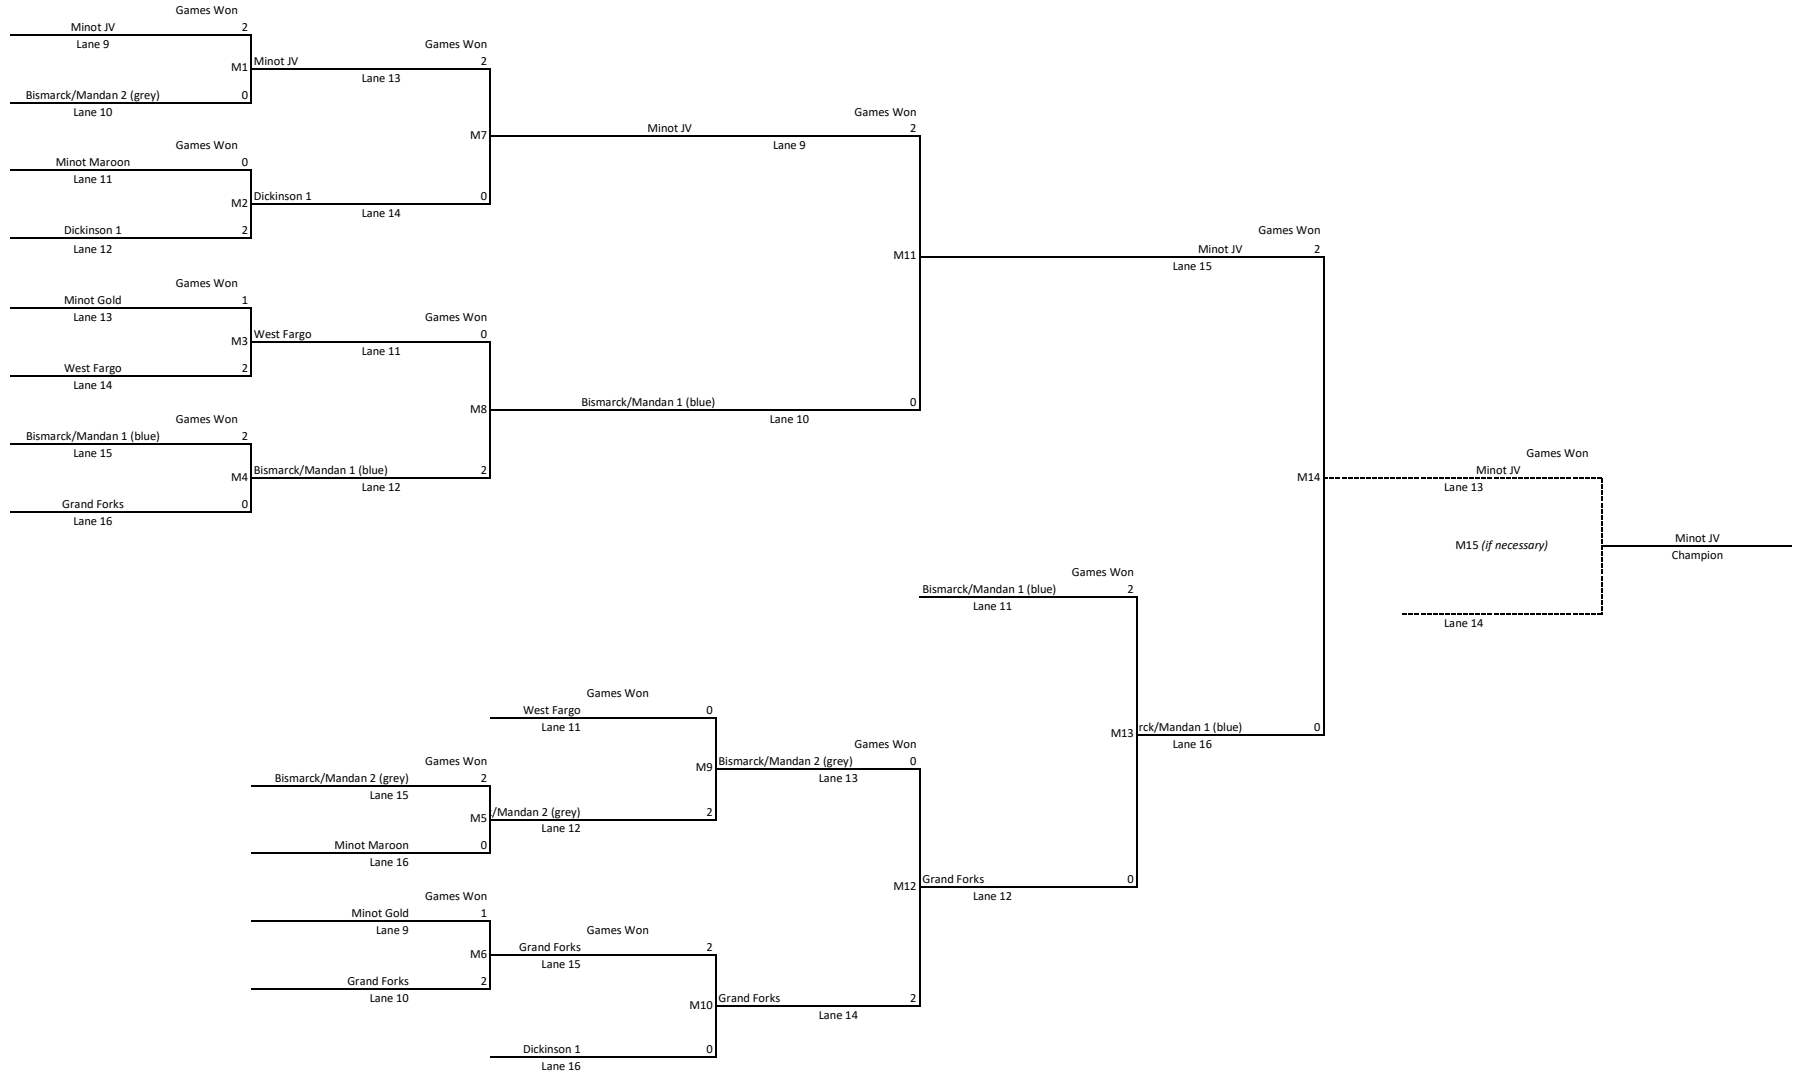 Games Won
Minot JV 2
Lane 9
Games Won
M1 Minot JV 2
Lane 13
Bismarck/Mandan 2 (grey) 0
Lane 10
Games Won
M7 Minot JV 2
Lane 9
Games Won
Minot Maroon 0
Lane 11
M2 Dickinson 1 0
Lane 14
Dickinson 1 2
Lane 12
Games Won
M11 Minot JV 2
Lane 15
Games Won
Minot Gold 1
Lane 13
Games Won
M3 West Fargo 0
Lane 11
West Fargo 2
Lane 14
M8 Bismarck/Mandan 1 (blue) 0
Lane 10
Games Won
Bismarck/Mandan 1 (blue) 2
Lane 15
Games Won
M4 Bismarck/Mandan 1 (blue) 2
Lane 12
M14 Minot JV
Lane 13
Grand Forks 0
Lane 16
M15 (if necessary)
Minot JV
Champion
Games Won
Bismarck/Mandan 1 (blue) 2
Lane 11
Lane 14
Games Won
West Fargo 0
Lane 11
M13 rck/Mandan 1 (blue) 0
Lane 16
Games Won
Games Won
M9 Bismarck/Mandan 2 (grey) 0
Lane 13
Bismarck/Mandan 2 (grey) 2
Lane 15
M5 /Mandan 2 (grey) 2
Lane 12
Minot Maroon 0
Lane 16
M12 Grand Forks 0
Lane 12
Games Won
Minot Gold 1
Lane 9
Games Won
M6 Grand Forks 2
Lane 15
Grand Forks 2
Lane 10
M10 Grand Forks 2
Lane 14
Dickinson 1 0
Lane 16